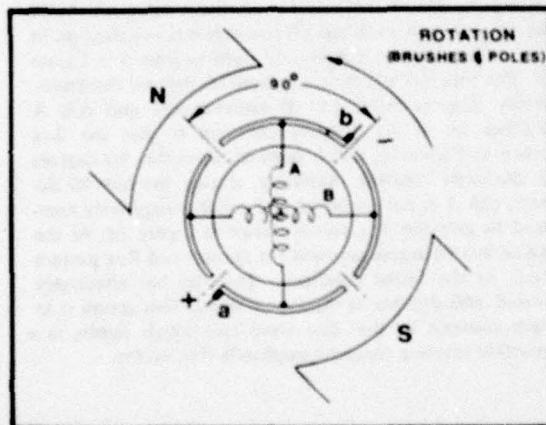 ROTATION
(BRUSHES & POLES)
N
90°
b
−
A
B
+
a
S